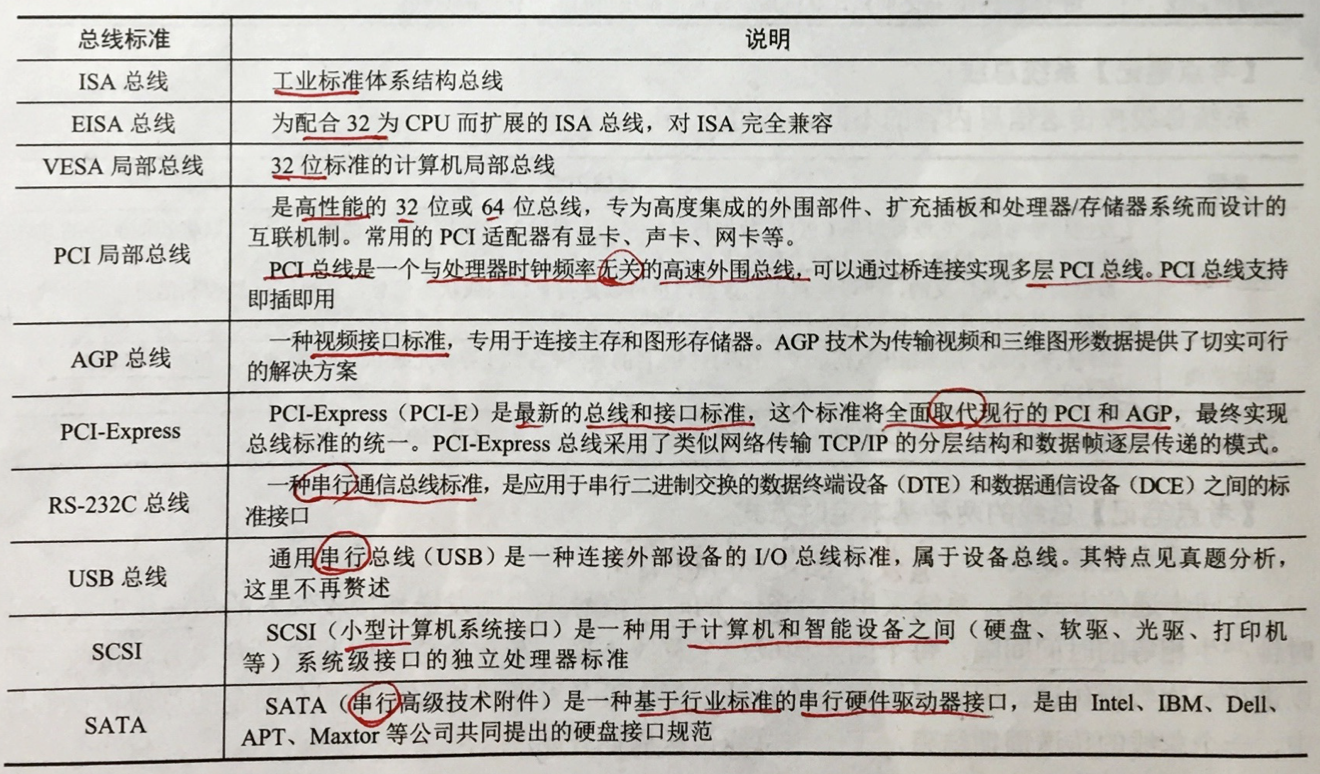 总线标准 说明
ISA 总线 工业标准体系结构总线
EISA 总线 为配合 32 为 CPU 而扩展的 ISA 总线，对 ISA 完全兼容
VESA 局部总线 32 位标准的计算机局部总线
PCI 局部总线
是高性能的 32 位或 64 位总线，专为高度集成的外围部件、扩充插板和处理器/存储器系统而设计的
互联机制。常用的 PCI 适配器有显卡、声卡、网卡等。
PCI 总线是一个与处理器时钟频率无关的高速外围总线，可以通过桥连接实现多层 PCI 总线。PCI 总线支持
即插即用
AGP 总线
一种视频接口标准，专用于连接主存和图形存储器。AGP 技术为传输视频和三维图形数据提供了切实可行
的解决方案
PCI-Express
PCI-Express（PCI-E）是最新的总线和接口标准，这个标准将全面取代现行的 PCI 和 AGP，最终实现
总线标准的统一。PCI-Express 总线采用了类似网络传输 TCP/IP 的分层结构和数据帧逐层传递的模式。
RS-232C 总线
一种串行通信总线标准，是应用于串行二进制交换的数据终端设备（DTE）和数据通信设备（DCE）之间的标
准接口
USB 总线
通用串行总线（USB）是一种连接外部设备的 I/O 总线标准，属于设备总线。其特点见真题分析，
这里不再赘述
SCSI
SCSI（小型计算机系统接口）是一种用于计算机和智能设备之间（硬盘、软驱、光驱、打印机
等）系统级接口的独立处理器标准
SATA
SATA（串行高级技术附件）是一种基于行业标准的串行硬件驱动器接口，是由 Intel、IBM、Dell、
APT、Maxtor 等公司共同提出的硬盘接口规范